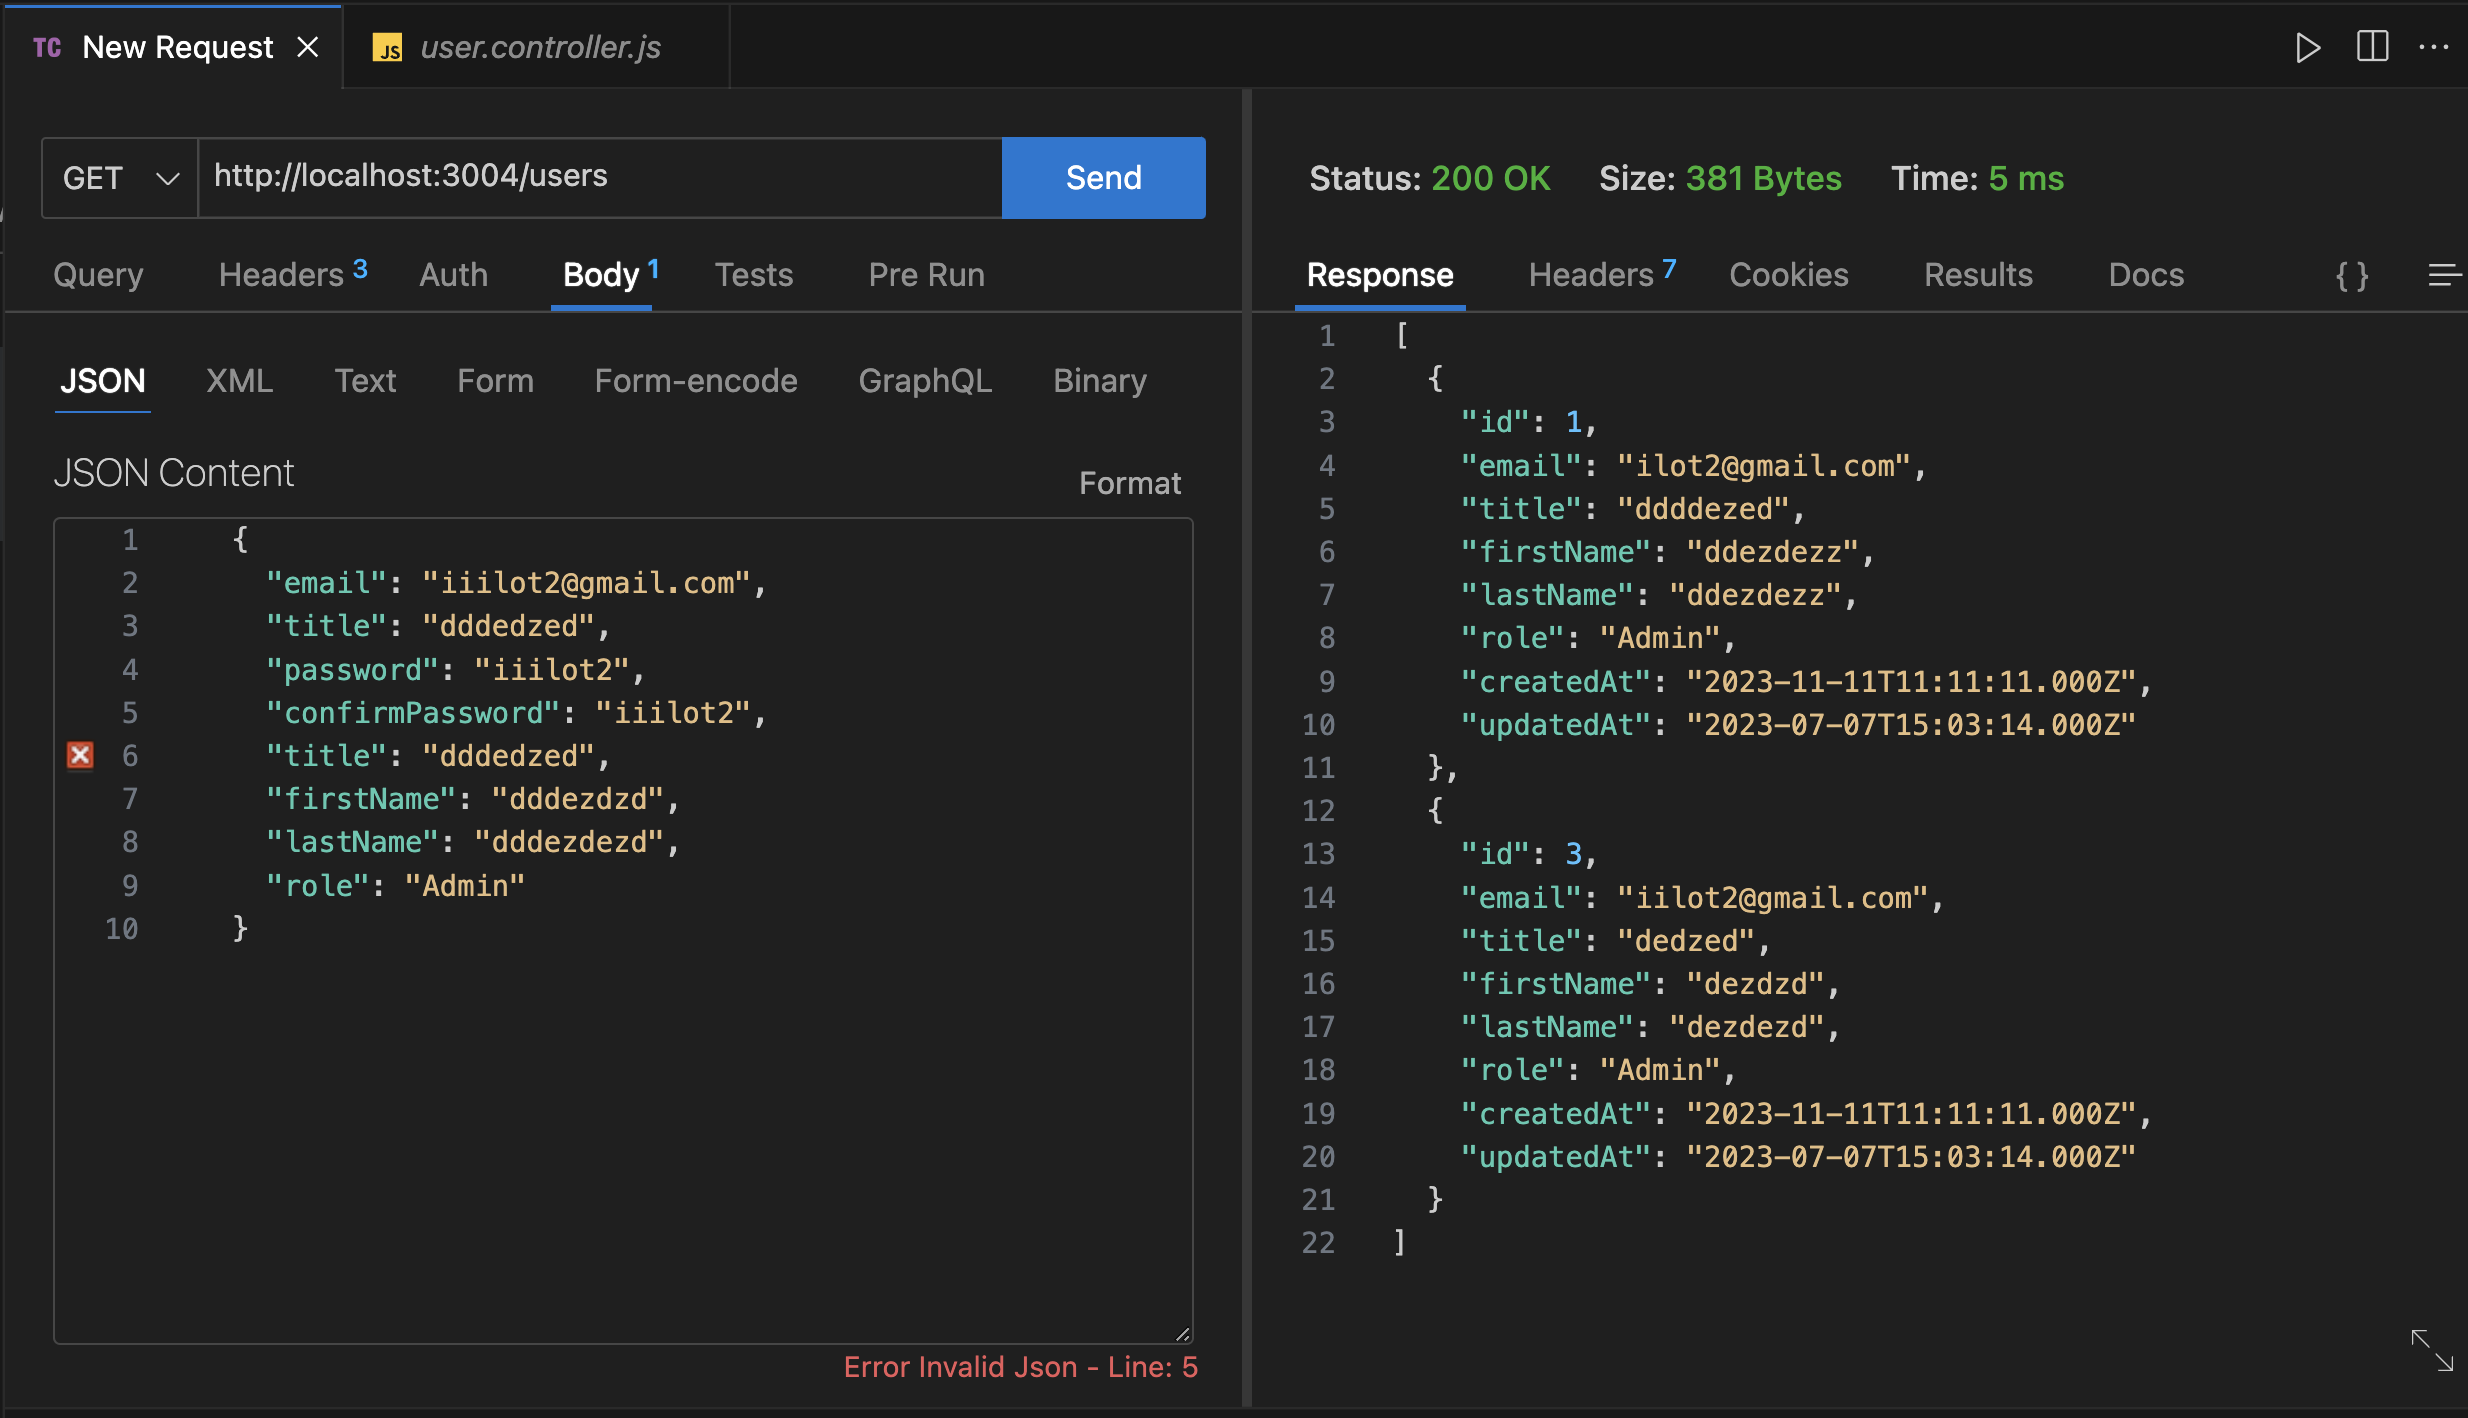 TC New Request × JS user.controller.js
GET http://localhost:3004/users Send
Query Headers 3 Auth Body 1 Tests Pre Run
JSON XML Text Form Form-encode GraphQL Binary
JSON Content
Format
1 {
2 "email": "iiilot2@gmail.com",
3 "title": "dddedzed",
4 "password": "iiilot2",
5 "confirmPassword": "iiilot2",
6 "title": "dddedzed",
7 "firstName": "dddezdzd",
8 "lastName": "dddezdezd",
9 "role": "Admin"
10 }
Error Invalid Json - Line: 5
Status: 200 OK Size: 381 Bytes Time: 5 ms
Response Headers 7 Cookies Results Docs {}
1 [
2 {
3 "id": 1,
4 "email": "ilot2@gmail.com",
5 "title": "ddddezed",
6 "firstName": "ddezdezz",
7 "lastName": "ddezdezz",
8 "role": "Admin",
9 "createdAt": "2023-11-11T11:11:11.000Z",
10 "updatedAt": "2023-07-07T15:03:14.000Z"
11 },
12 {
13 "id": 3,
14 "email": "iilot2@gmail.com",
15 "title": "dedzed",
16 "firstName": "dezdzd",
17 "lastName": "dezdezd",
18 "role": "Admin",
19 "createdAt": "2023-11-11T11:11:11.000Z",
20 "updatedAt": "2023-07-07T15:03:14.000Z"
21 }
22 ]